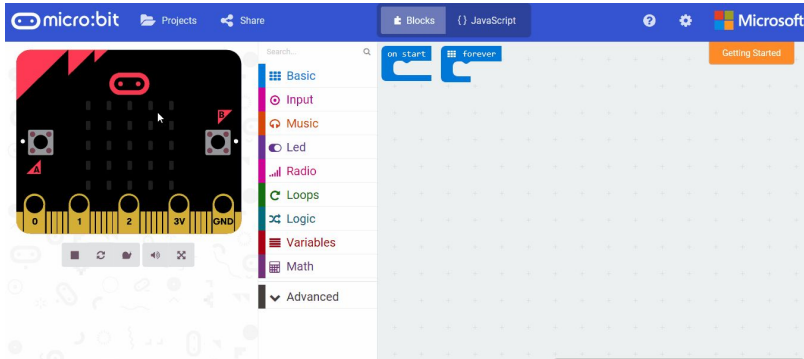 micro:bit Projects Share Blocks {} JavaScript ? Microsoft
Search...
Basic
Input
Music
Led
Radio
Loops
Logic
Variables
Math
Advanced
B
A
0 1 2 3V GND
on start
forever
Getting Started